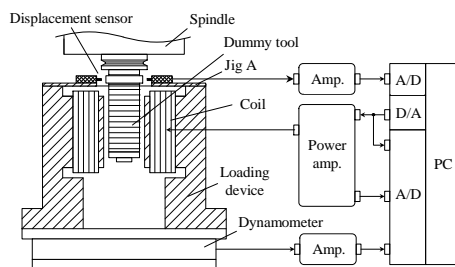 Displacement sensor
Spindle
Dummy tool
Jig A
Coil
Loading
device
Dynamometer
Amp.
Power
amp.
Amp.
A/D
D/A
A/D
PC